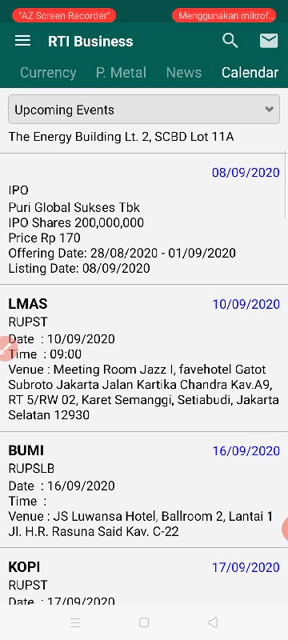 "AZ Screen Recorder"
Menggunakan mikrof...
RTI Business
Currency P. Metal News Calendar
Upcoming Events
The Energy Building Lt. 2, SCBD Lot 11A
08/09/2020
IPO
Puri Global Sukses Tbk
IPO Shares 200,000,000
Price Rp 170
Offering Date: 28/08/2020 - 01/09/2020
Listing Date: 08/09/2020
LMAS 10/09/2020
RUPST
Date : 10/09/2020
Time : 09:00
Venue : Meeting Room Jazz I, favehotel Gatot
Subroto Jakarta Jalan Kartika Chandra Kav.A9,
RT 5/RW 02, Karet Semanggi, Setiabudi, Jakarta
Selatan 12930
BUMI 16/09/2020
RUPSLB
Date : 16/09/2020
Time :
Venue : JS Luwansa Hotel, Ballroom 2, Lantai 1
Jl. H.R. Rasuna Said Kav. C-22
KOPI 17/09/2020
RUPST
Date : 17/09/2020